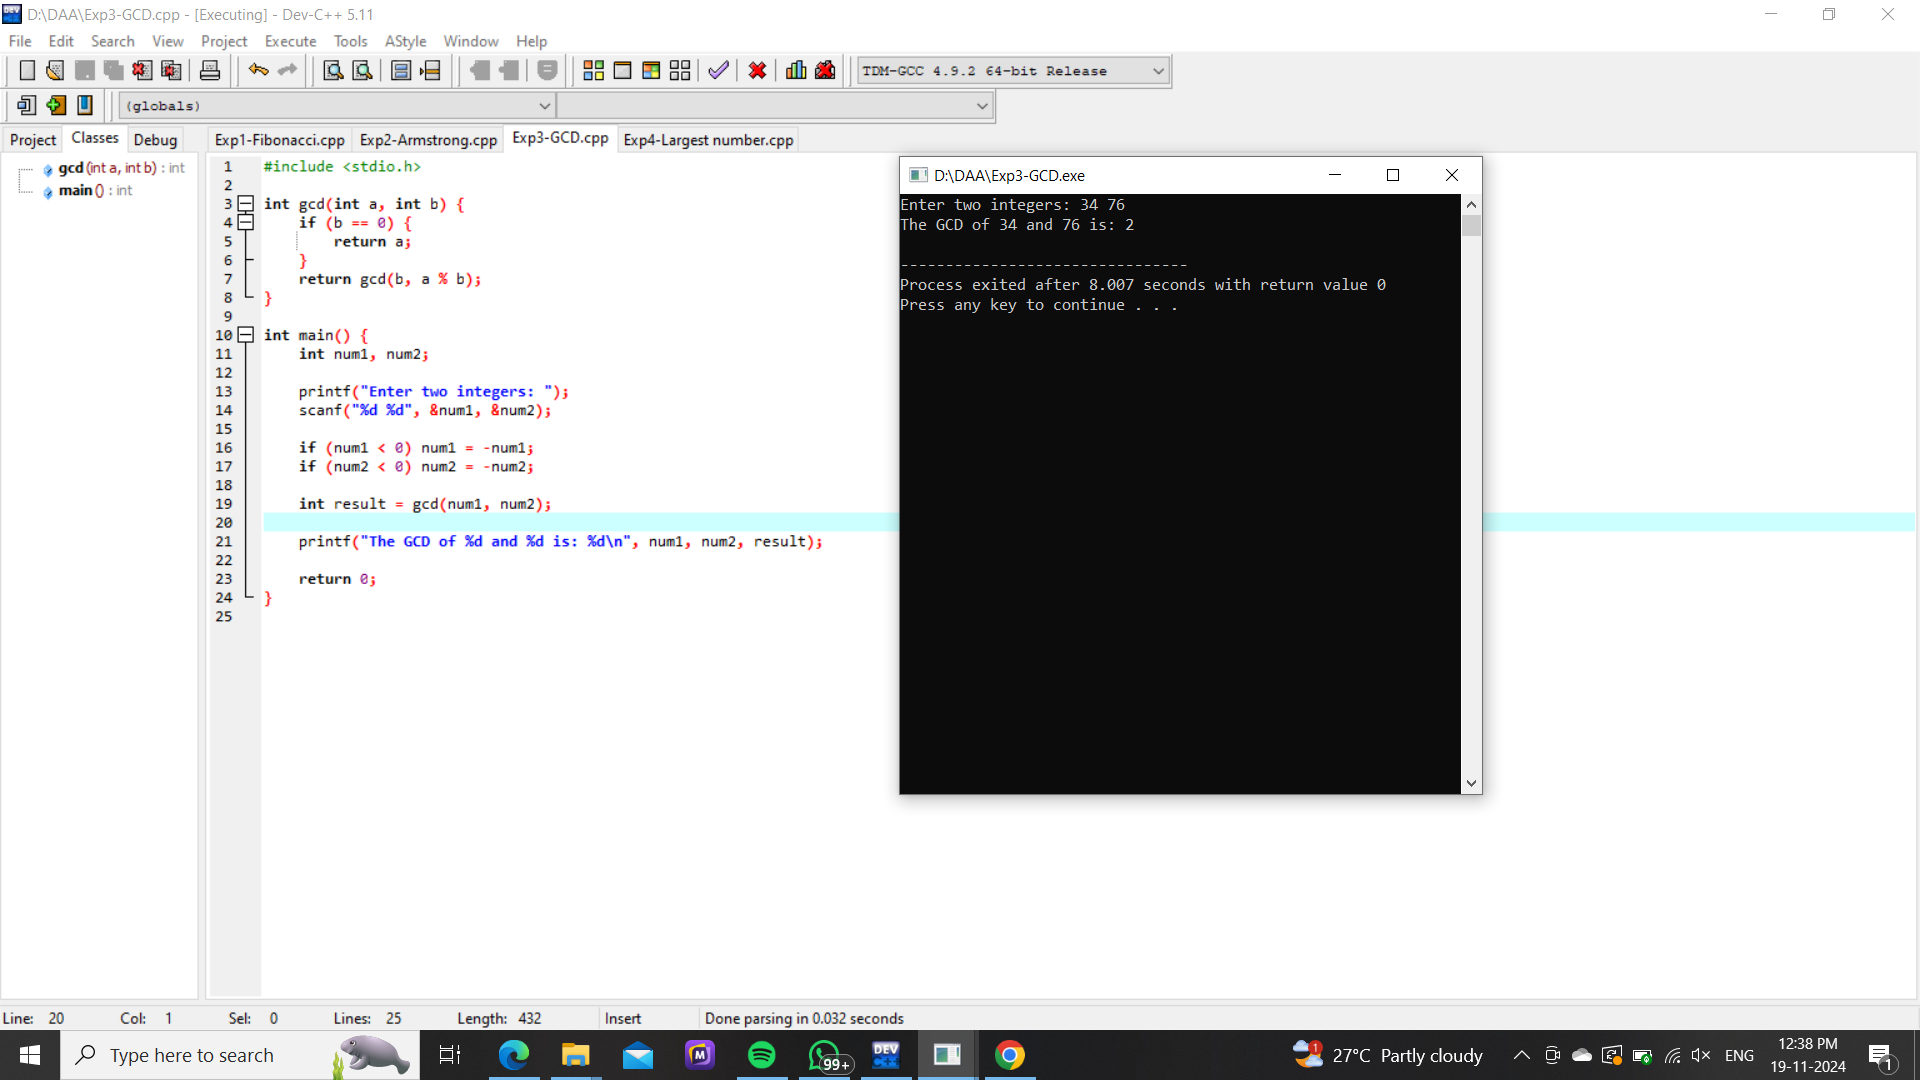 D:\DAA\Exp3-GCD.cpp - [Executing] - Dev-C++ 5.11
File Edit Search View Project Execute Tools AStyle Window Help
TDM-GCC 4.9.2 64-bit Release
(globals)
Project Classes Debug
Exp1-Fibonacci.cpp Exp2-Armstrong.cpp Exp3-GCD.cpp Exp4-Largest number.cpp
gcd (int a, int b) : int
main () : int
1 #include <stdio.h>
2
3 int gcd(int a, int b) {
4 if (b == 0) {
5 return a;
6 }
7 return gcd(b, a % b);
8 }
9
10 int main() {
11 int num1, num2;
12
13 printf("Enter two integers: ");
14 scanf("%d %d", &num1, &num2);
15
16 if (num1 < 0) num1 = -num1;
17 if (num2 < 0) num2 = -num2;
18
19 int result = gcd(num1, num2);
20
21 printf("The GCD of %d and %d is: %d\n", num1, num2, result);
22
23 return 0;
24 }
25
D:\DAA\Exp3-GCD.exe
Enter two integers: 34 76
The GCD of 34 and 76 is: 2
--------------------------------
Process exited after 8.007 seconds with return value 0
Press any key to continue . . .
Line: 20 Col: 1 Sel: 0 Lines: 25 Length: 432 Insert Done parsing in 0.032 seconds
Type here to search
99+
DEV
1
27°C Partly cloudy
ENG
12:38 PM
19-11-2024
1